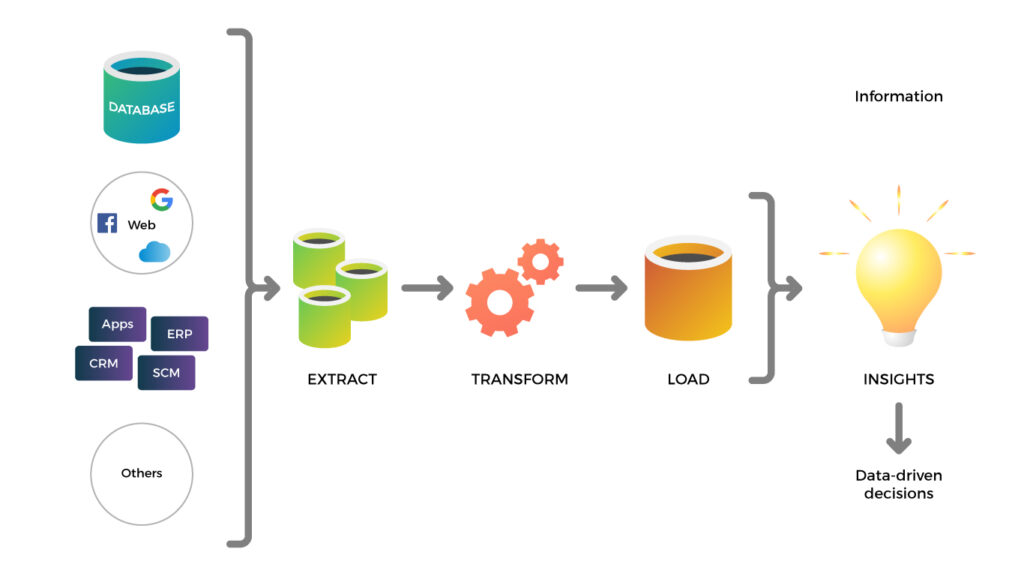 DATABASE
Web
Apps
ERP
CRM
SCM
Others
EXTRACT
TRANSFORM
LOAD
Information
INSIGHTS
Data-driven
decisions